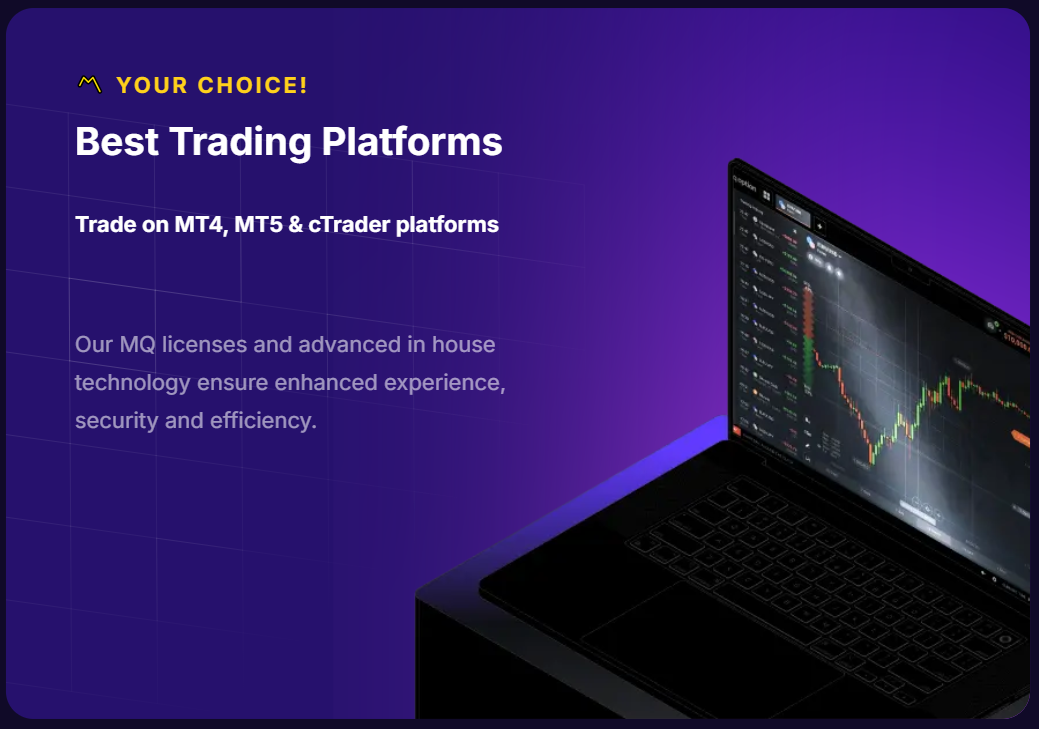 YOUR CHOICE!
Best Trading Platforms
Trade on MT4, MT5 & cTrader platforms
Our MQ licenses and advanced in house
technology ensure enhanced experience,
security and efficiency.